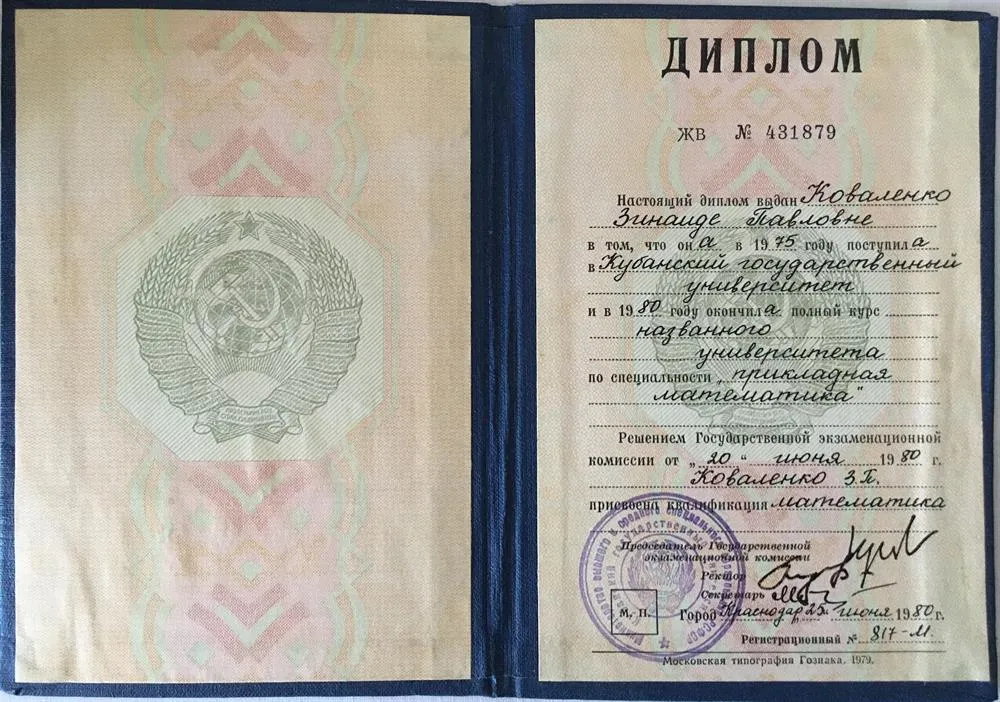 ДИПЛОМ
ЖВ № 431879
Настоящий диплом выдан Коваленко
Зинаиде Павловне
в том, что она в 1975 году поступила
в Кубанский государственный
университет
и в 1980 году окончила полный курс
названного
университета
по специальности „прикладная
математика"
Решением Государственной экзаменационной
комиссии от „20" июня 1980 г.
Коваленко З.П.
присвоена квалификация математика
Председатель Государственной
экзаменационной комиссии
Ректор
Секретарь
М. П.
Город Краснодар 25 июня 1980 г.
Регистрационный № 817-М.
Московская типография Гознака. 1979.